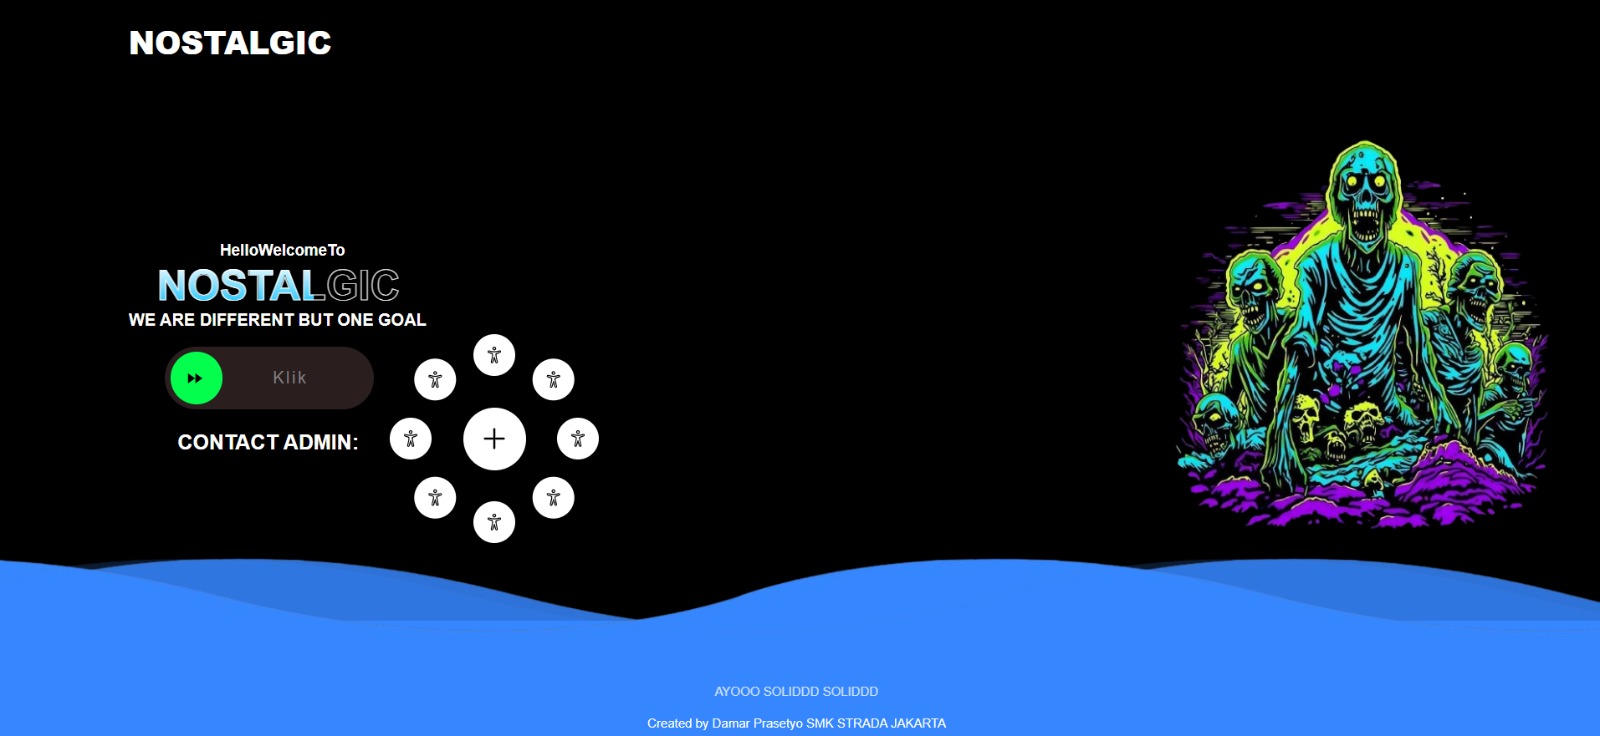 NOSTALGIC
HelloWelcomeTo
NOSTALGIC
WE ARE DIFFERENT BUT ONE GOAL
Klik
CONTACT ADMIN:
AYOOO SOLIDDD SOLIDDD
Created by Damar Prasetyo SMK STRADA JAKARTA